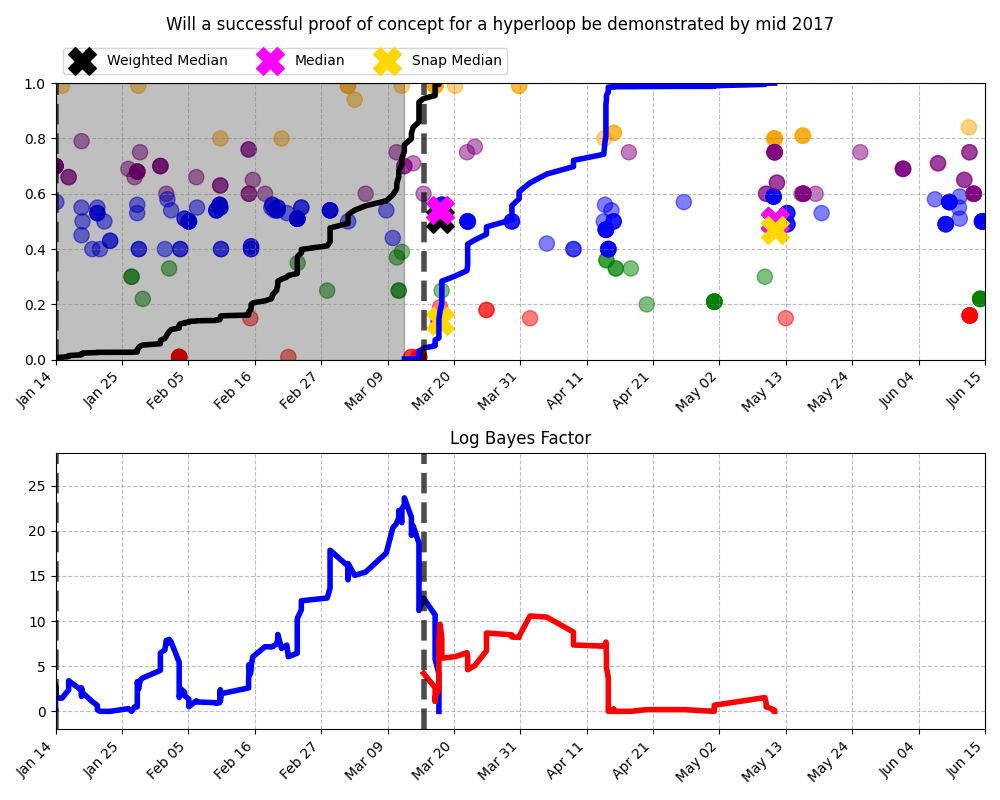 Will a successful proof of concept for a hyperloop be demonstrated by mid 2017
Weighted Median Median Snap Median
1.0
0.8
0.6
0.4
0.2
0.0
Jan 14 Jan 25 Feb 05 Feb 16 Feb 27 Mar 09 Mar 20 Mar 31 Apr 11 Apr 21 May 02 May 13 May 24 Jun 04 Jun 15
Log Bayes Factor
25
20
15
10
5
0
Jan 14 Jan 25 Feb 05 Feb 16 Feb 27 Mar 09 Mar 20 Mar 31 Apr 11 Apr 21 May 02 May 13 May 24 Jun 04 Jun 15